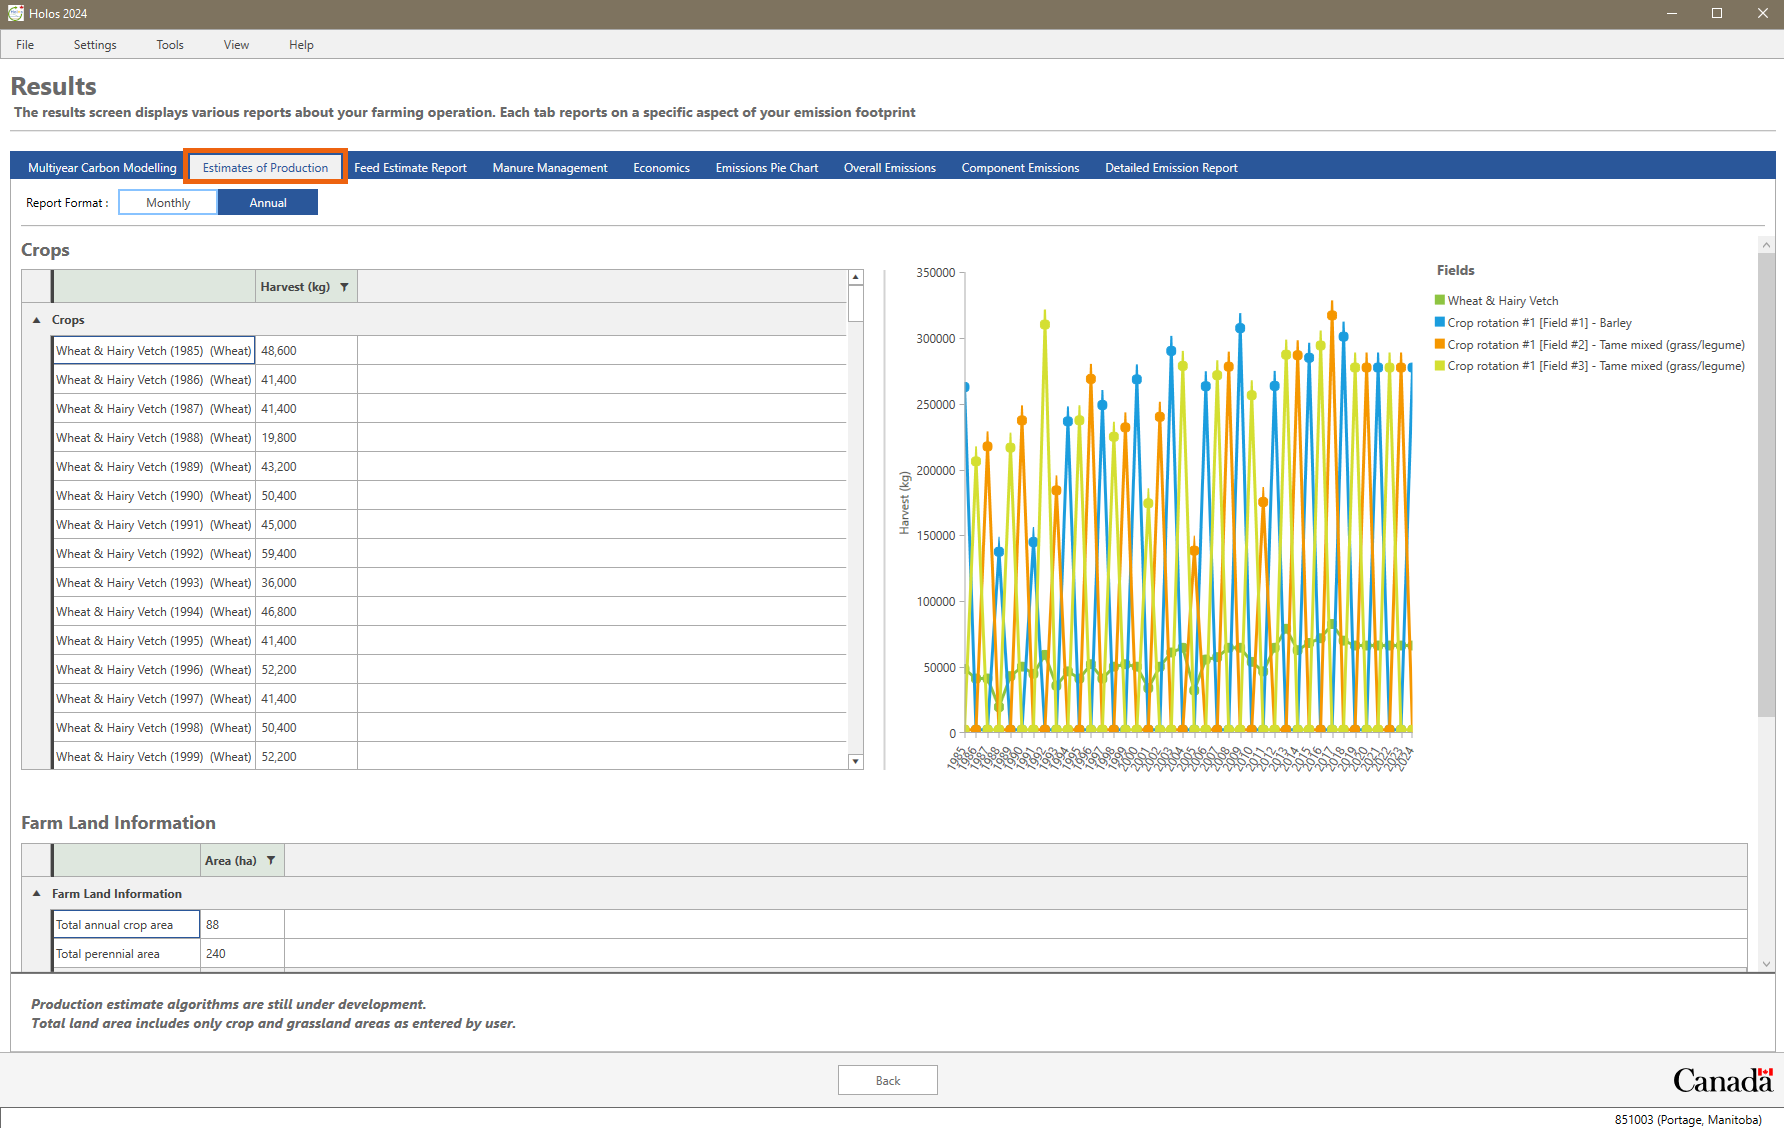 Holos 2024
File Settings Tools View Help
Results
The results screen displays various reports about your farming operation. Each tab reports on a specific aspect of your emission footprint
Multiyear Carbon Modelling Estimates of Production Feed Estimate Report Manure Management Economics Emissions Pie Chart Overall Emissions Component Emissions Detailed Emission Report
Report Format : Monthly Annual
Crops
Harvest (kg)
Crops
Wheat & Hairy Vetch (1985) (Wheat) 48,600
Wheat & Hairy Vetch (1986) (Wheat) 41,400
Wheat & Hairy Vetch (1987) (Wheat) 41,400
Wheat & Hairy Vetch (1988) (Wheat) 19,800
Wheat & Hairy Vetch (1989) (Wheat) 43,200
Wheat & Hairy Vetch (1990) (Wheat) 50,400
Wheat & Hairy Vetch (1991) (Wheat) 45,000
Wheat & Hairy Vetch (1992) (Wheat) 59,400
Wheat & Hairy Vetch (1993) (Wheat) 36,000
Wheat & Hairy Vetch (1994) (Wheat) 46,800
Wheat & Hairy Vetch (1995) (Wheat) 41,400
Wheat & Hairy Vetch (1996) (Wheat) 52,200
Wheat & Hairy Vetch (1997) (Wheat) 41,400
Wheat & Hairy Vetch (1998) (Wheat) 50,400
Wheat & Hairy Vetch (1999) (Wheat) 52,200
Harvest (kg)
350000
300000
250000
200000
150000
100000
50000
0
1985 1986 1987 1988 1989 1990 1991 1992 1993 1994 1995 1996 1997 1998 1999 2000 2001 2002 2003 2004 2005 2006 2007 2008 2009 2010 2011 2012 2013 2014 2015 2016 2017 2018 2019 2020 2021 2022 2023 2024
Fields
Wheat & Hairy Vetch
Crop rotation #1 [Field #1] - Barley
Crop rotation #1 [Field #2] - Tame mixed (grass/legume)
Crop rotation #1 [Field #3] - Tame mixed (grass/legume)
Farm Land Information
Area (ha)
Farm Land Information
Total annual crop area 88
Total perennial area 240
Production estimate algorithms are still under development.
Total land area includes only crop and grassland areas as entered by user.
Back
Canada
851003 (Portage, Manitoba)